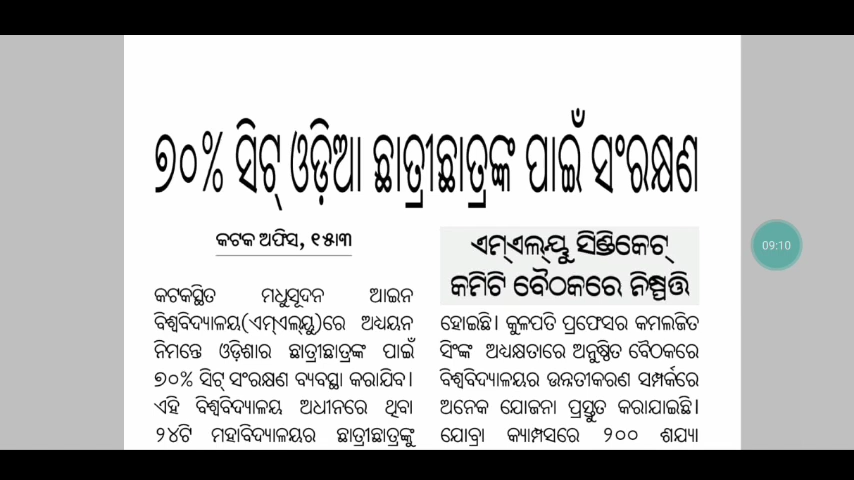 ୭୦% ସିଟ୍ ଓଡ଼ିଆ ଛାତ୍ରୀଛାତ୍ରଙ୍କ ପାଇଁ ସଂରକ୍ଷଣ
କଟକ ଅଫିସ, ୧୫।୩
କଟକସ୍ଥିତ ମଧୁସୂଦନ ଆଇନ
ବିଶ୍ୱବିଦ୍ୟାଳୟ(ଏମ୍ଏଲ୍‌ୟୁ)ରେ ଅଧ୍ୟୟନ
ନିମନ୍ତେ ଓଡ଼ିଶାର ଛାତ୍ରୀଛାତ୍ରଙ୍କ ପାଇଁ
୭୦% ସିଟ୍ ସଂରକ୍ଷଣ ବ୍ୟବସ୍ଥା କରାଯିବ।
ଏହି ବିଶ୍ୱବିଦ୍ୟାଳୟ ଅଧୀନରେ ଥିବା
୨୪ଟି ମହାବିଦ୍ୟାଳୟର ଛାତ୍ରୀଛାତ୍ରଙ୍କୁ
ଏମ୍ଏଲ୍‌ୟୁ ସିଣ୍ଡିକେଟ୍
କମିଟି ବୈଠକରେ ନିଷ୍ପତ୍ତି
ହୋଇଛି। କୁଳପତି ପ୍ରଫେସର କମଲଜିତ
ସିଂଙ୍କ ଅଧ୍ୟକ୍ଷତାରେ ଅନୁଷ୍ଠିତ ବୈଠକରେ
ବିଶ୍ୱବିଦ୍ୟାଳୟର ଉନ୍ନତୀକରଣ ସମ୍ପର୍କରେ
ଅନେକ ଯୋଜନା ପ୍ରସ୍ତୁତ କରାଯାଇଛି।
ଯୋବ୍ରା କ୍ୟାମ୍ପସରେ ୨୦୦ ଶଯ୍ୟା
09:10